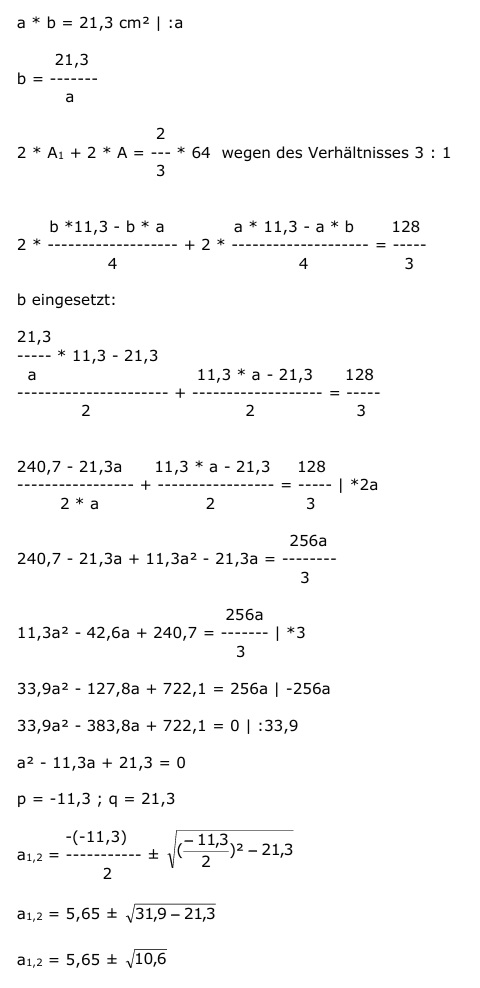 a * b = 21,3 cm² | :a
21,3
b = -------
a
2
2 * A₁ + 2 * A = --- * 64  wegen des Verhältnisses 3 : 1
3
b *11,3 - b * a          a * 11,3 - a * b     128
2 * ------------------- + 2 * -------------------- = -----
4                                4                3
b eingesetzt:
21,3
----- * 11,3 - 21,3
a                                11,3 * a - 21,3     128
---------------------- + ------------------- = -----
2                                2                3
240,7 - 21,3a     11,3 * a - 21,3     128
----------------- + ----------------- = ----- | *2a
2 * a                      2                3
256a
240,7 - 21,3a + 11,3a² - 21,3a = --------
3
256a
11,3a² - 42,6a + 240,7 = ------- | *3
3
33,9a² - 127,8a + 722,1 = 256a | -256a
33,9a² - 383,8a + 722,1 = 0 | :33,9
a² - 11,3a + 21,3 = 0
p = -11,3 ; q = 21,3
-(-11,3)
a₁,₂ = ----------- ± √((− 11,3/2)² − 21,3)
2
a₁,₂ = 5,65 ± √(31,9 − 21,3)
a₁,₂ = 5,65 ± √10,6